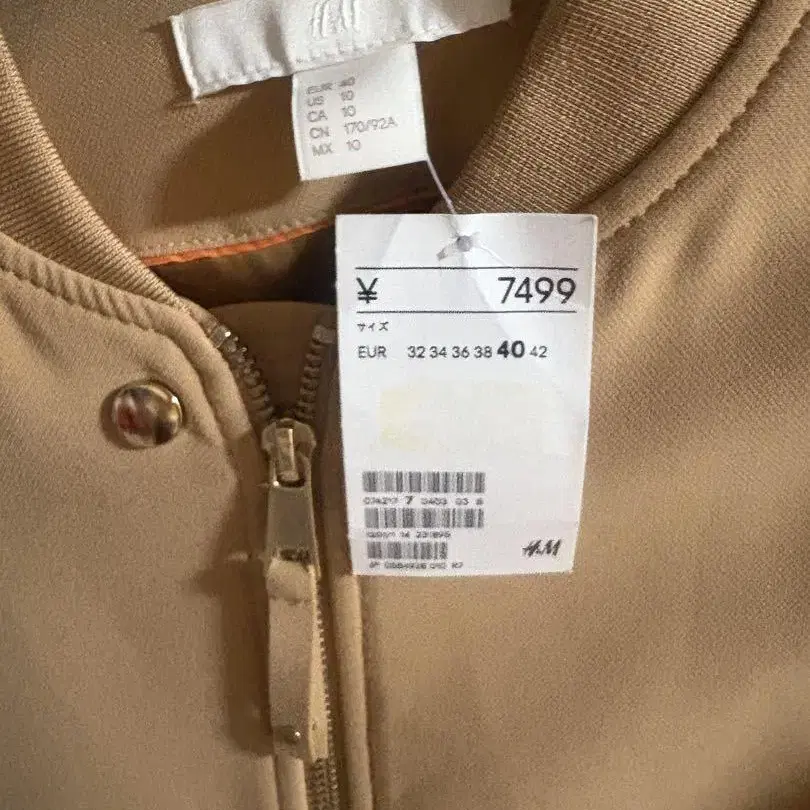 H&M
EUR 40
US 10
CA 10
CN 170/92A
MX 10
¥ 7499
サイズ
EUR 32 34 36 38 40 42
H&M